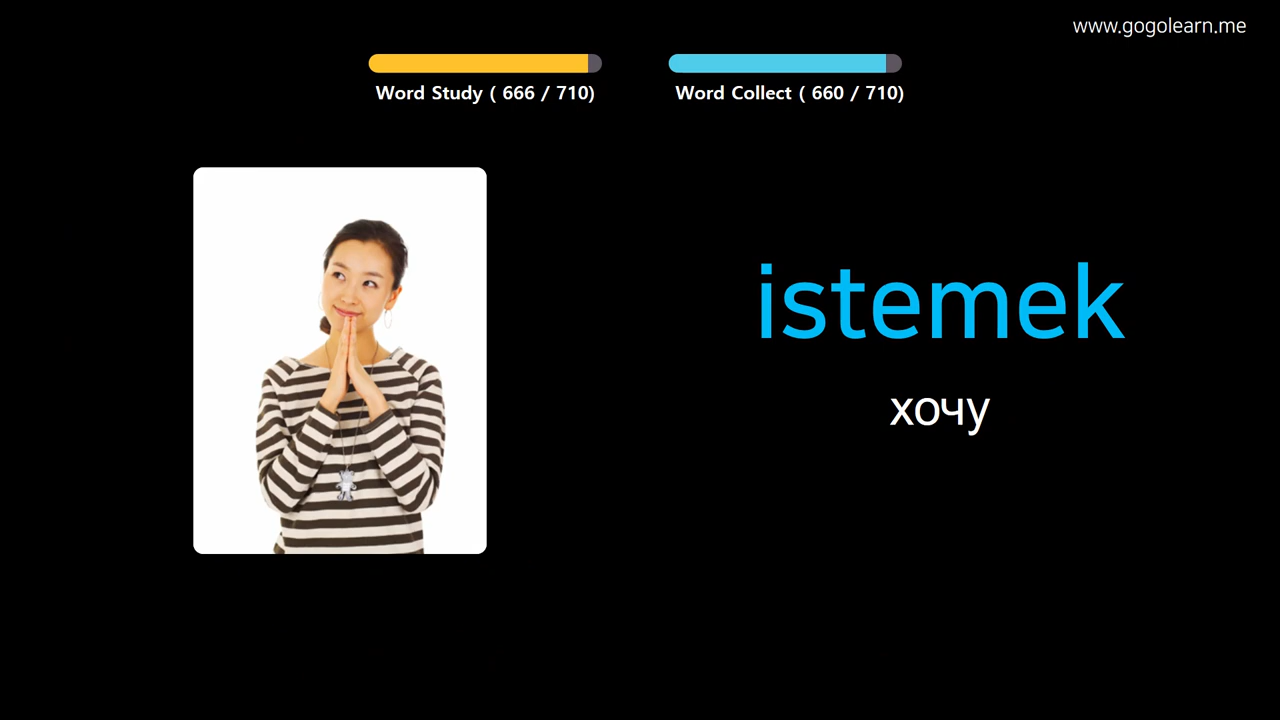 www.gogolearn.me
Word Study ( 666 / 710)
Word Collect ( 660 / 710)
istemek
хочу